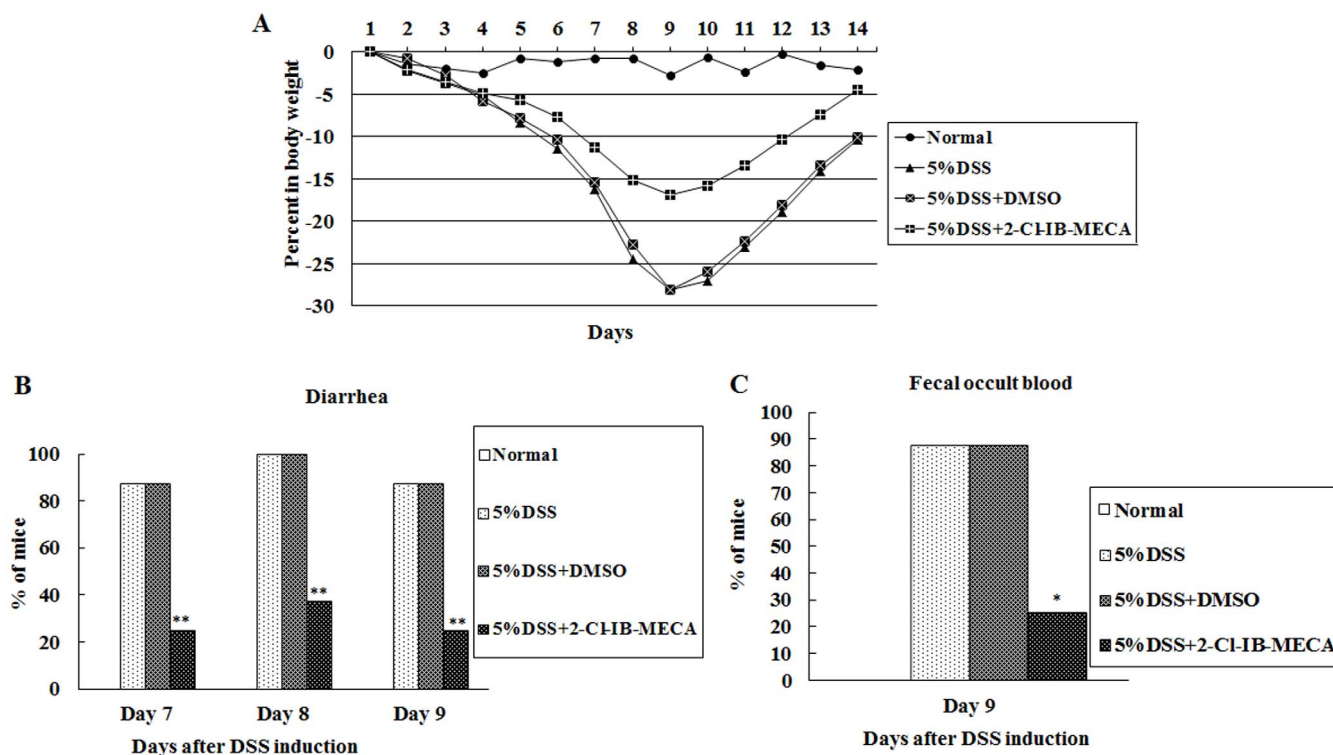 A
1 2 3 4 5 6 7 8 9 10 11 12 13 14
0
-5
-10
-15
-20
-25
-30
Percent in body weight
Days
Normal
5%DSS
5%DSS+DMSO
5%DSS+2-Cl-IB-MECA
B
Diarrhea
100
80
60
40
20
0
% of mice
** ** **
Day 7 Day 8 Day 9
Days after DSS induction
Normal
5%DSS
5%DSS+DMSO
5%DSS+2-Cl-IB-MECA
C
Fecal occult blood
100
90
80
70
60
50
40
30
20
10
0
% of mice
*
Day 9
Days after DSS induction
Normal
5%DSS
5%DSS+DMSO
5%DSS+2-Cl-IB-MECA